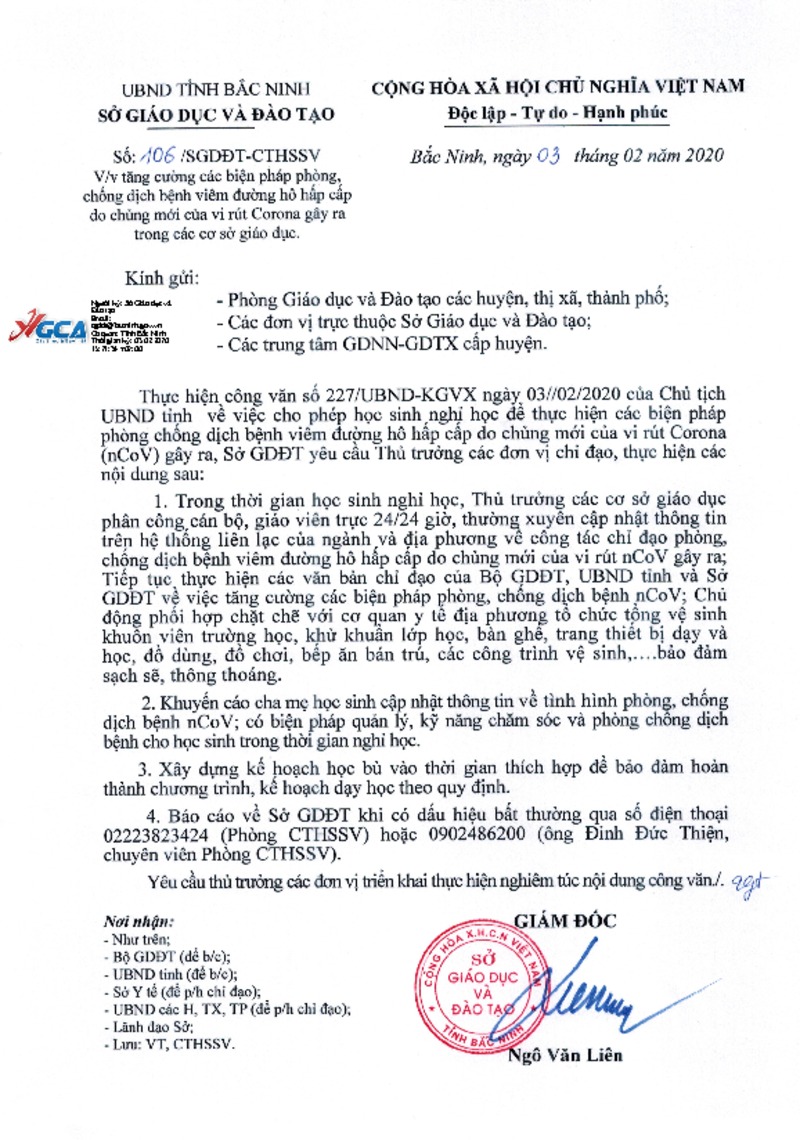 UBND TỈNH BẮC NINH
SỞ GIÁO DỤC VÀ ĐÀO TẠO
CỘNG HÒA XÃ HỘI CHỦ NGHĨA VIỆT NAM
Độc lập - Tự do - Hạnh phúc
Số: 106 /SGDĐT-CTHSSV
V/v tăng cường các biện pháp phòng,
chống dịch bệnh viêm đường hô hấp cấp
do chủng mới của vi rút Corona gây ra
trong các cơ sở giáo dục.
Bắc Ninh, ngày 03 tháng 02 năm 2020
Kính gửi:
GCA
- Phòng Giáo dục và Đào tạo các huyện, thị xã, thành phố;
- Các đơn vị trực thuộc Sở Giáo dục và Đào tạo;
- Các trung tâm GDNN-GDTX cấp huyện.
Thực hiện công văn số 227/UBND-KGVX ngày 03//02/2020 của Chủ tịch
UBND tỉnh về việc cho phép học sinh nghỉ học để thực hiện các biện pháp
phòng chống dịch bệnh viêm đường hô hấp cấp do chủng mới của vi rút Corona
(nCoV) gây ra, Sở GDĐT yêu cầu Thủ trưởng các đơn vị chỉ đạo, thực hiện các
nội dung sau:
1. Trong thời gian học sinh nghỉ học, Thủ trưởng các cơ sở giáo dục
phân công cán bộ, giáo viên trực 24/24 giờ, thường xuyên cập nhật thông tin
trên hệ thống liên lạc của ngành và địa phương về công tác chỉ đạo phòng,
chống dịch bệnh viêm đường hô hấp cấp do chủng mới của vi rút nCoV gây ra;
Tiếp tục thực hiện các văn bản chỉ đạo của Bộ GDĐT, UBND tỉnh và Sở
GDĐT về việc tăng cường các biện pháp phòng, chống dịch bệnh nCoV; Chủ
động phối hợp chặt chẽ với cơ quan y tế địa phương tổ chức tổng vệ sinh
khuôn viên trường học, khử khuẩn lớp học, bàn ghế, trang thiết bị dạy và
học, đồ dùng, đồ chơi, bếp ăn bán trú, các công trình vệ sinh,....bảo đảm
sạch sẽ, thông thoáng.
2. Khuyến cáo cha mẹ học sinh cập nhật thông tin về tình hình phòng, chống
dịch bệnh nCoV; có biện pháp quản lý, kỹ năng chăm sóc và phòng chống dịch
bệnh cho học sinh trong thời gian nghỉ học.
3. Xây dựng kế hoạch học bù vào thời gian thích hợp để bảo đảm hoàn
thành chương trình, kế hoạch dạy học theo quy định.
4. Báo cáo về Sở GDĐT khi có dấu hiệu bất thường qua số điện thoại
02223823424 (Phòng CTHSSV) hoặc 0902486200 (ông Đinh Đức Thiện,
chuyên viên Phòng CTHSSV).
Yêu cầu thủ trưởng các đơn vị triển khai thực hiện nghiêm túc nội dung công văn./.
Nơi nhận:
- Như trên;
- Bộ GDĐT (để b/c);
- UBND tỉnh (để b/c);
- Sở Y tế (để p/h chỉ đạo);
- UBND các H, TX, TP (để p/h chỉ đạo);
- Lãnh đạo Sở;
- Lưu: VT, CTHSSV.
GIÁM ĐỐC
CỘNG HÒA X.H.C.N VIỆT NAM
SỞ
GIÁO DỤC
VÀ
ĐÀO TẠO
TỈNH BẮC NINH
Ngô Văn Liên